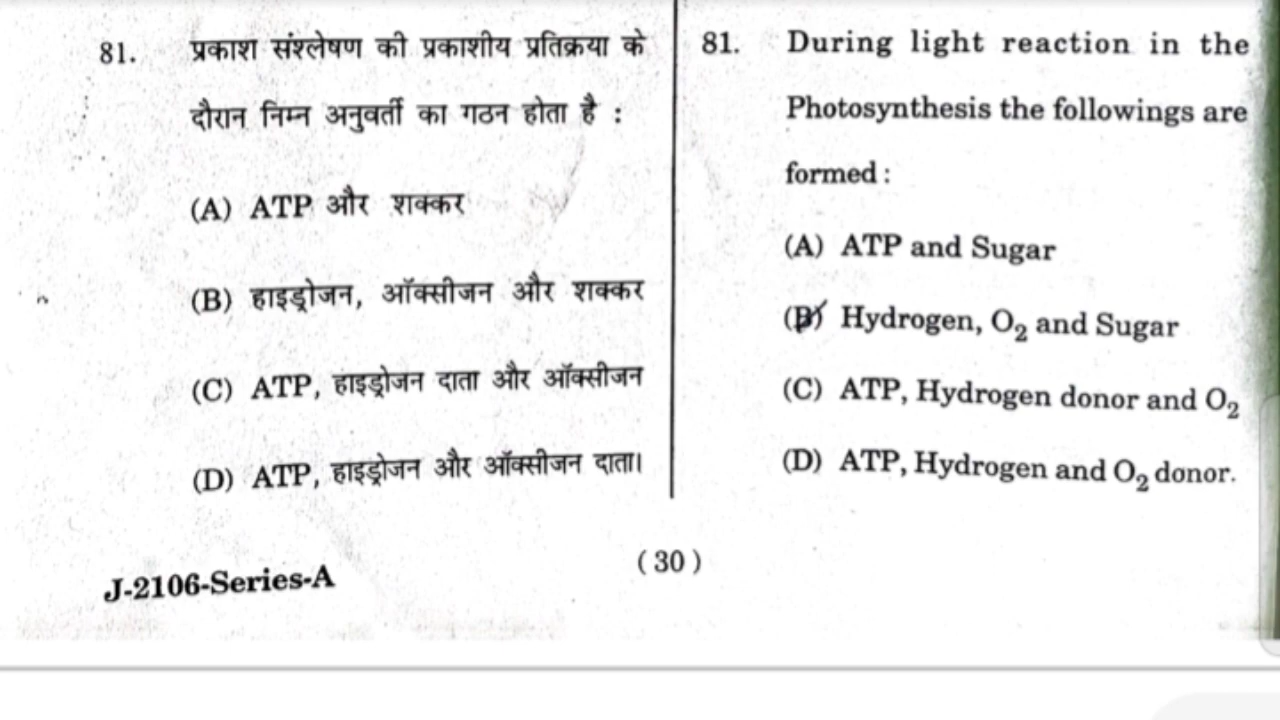 81. प्रकाश संश्लेषण की प्रकाशीय प्रतिक्रया के
दौरान निम्न अनुवर्ती का गठन होता है :
(A) ATP और शक्कर
(B) हाइड्रोजन, ऑक्सीजन और शक्कर
(C) ATP, हाइड्रोजन दाता और ऑक्सीजन
(D) ATP, हाइड्रोजन और ऑक्सीजन दाता।
81. During light reaction in the
Photosynthesis the followings are
formed :
(A) ATP and Sugar
(B) Hydrogen, O₂ and Sugar
(C) ATP, Hydrogen donor and O₂
(D) ATP, Hydrogen and O₂ donor.
(30)
J-2106-Series-A